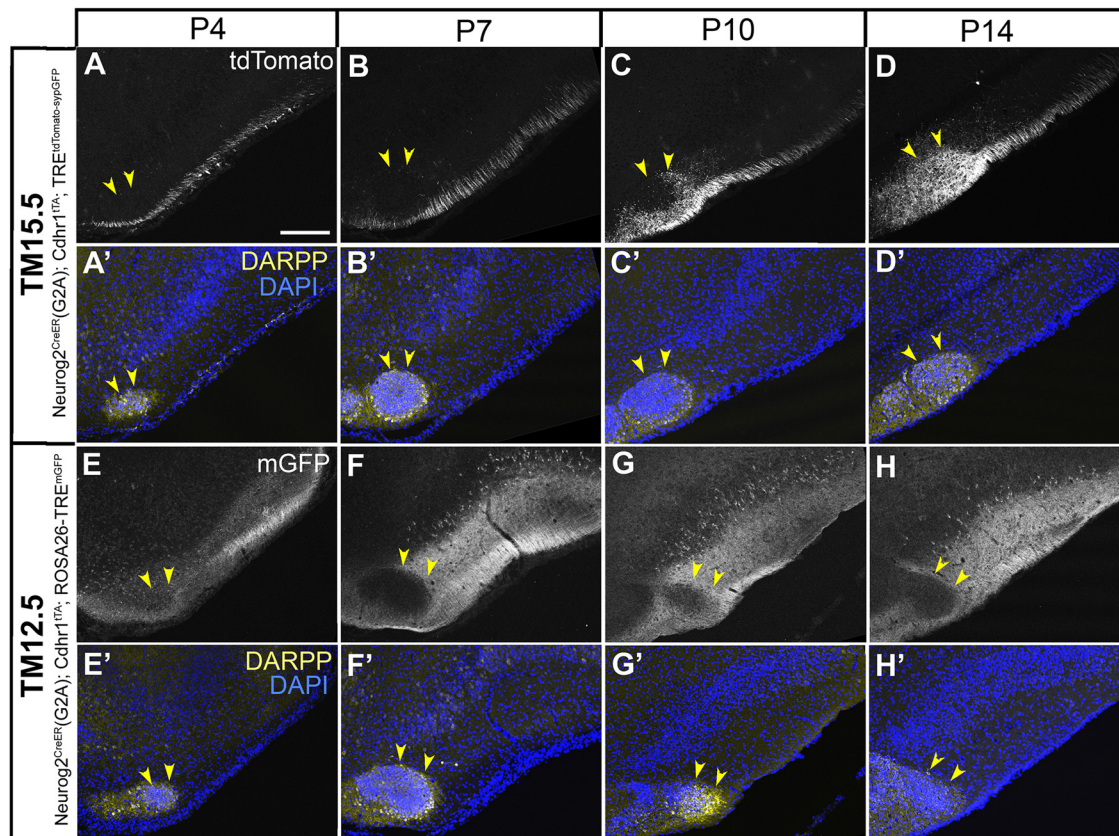 P4 P7 P10 P14
TM15.5
Neurog2CreER(G2A); Cdhr1tTA; TREtdTomato-sypGFP
A tdTomato B C D
A' DARPP B' C' D'
DAPI
TM12.5
Neurog2CreER(G2A); Cdhr1tTA; ROSA26-TREmGFP
E mGFP F G H
E' DARPP F' G' H'
DAPI